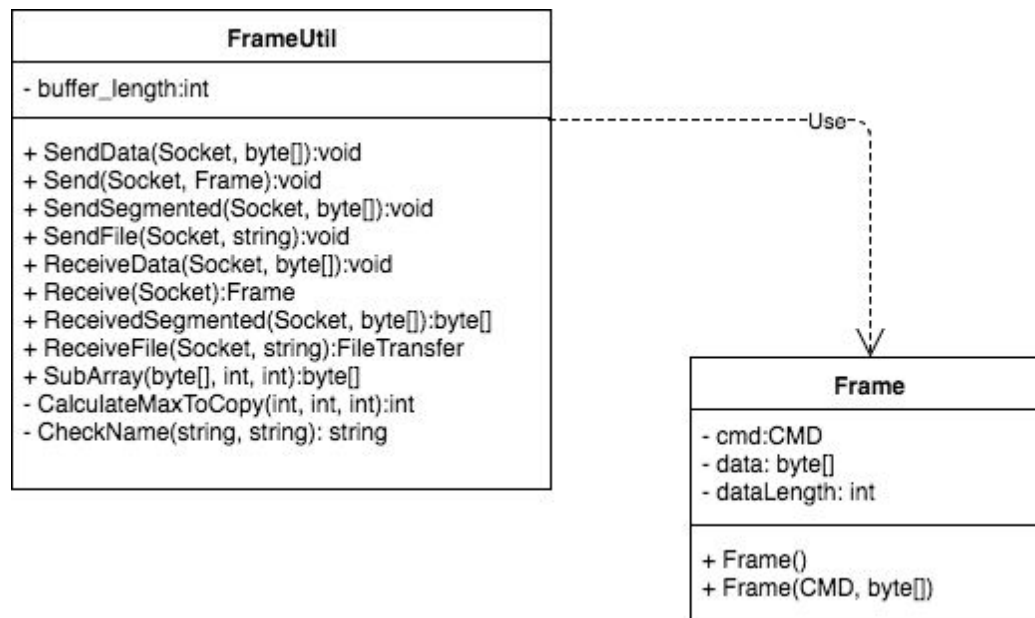 FrameUtil
- buffer_length:int
+ SendData(Socket, byte[]):void
+ Send(Socket, Frame):void
+ SendSegmented(Socket, byte[]):void
+ SendFile(Socket, string):void
+ ReceiveData(Socket, byte[]):void
+ Receive(Socket):Frame
+ ReceivedSegmented(Socket, byte[]):byte[]
+ ReceiveFile(Socket, string):FileTransfer
+ SubArray(byte[], int, int):byte[]
- CalculateMaxToCopy(int, int, int):int
- CheckName(string, string): string
Use
Frame
- cmd:CMD
- data: byte[]
- dataLength: int
+ Frame()
+ Frame(CMD, byte[])